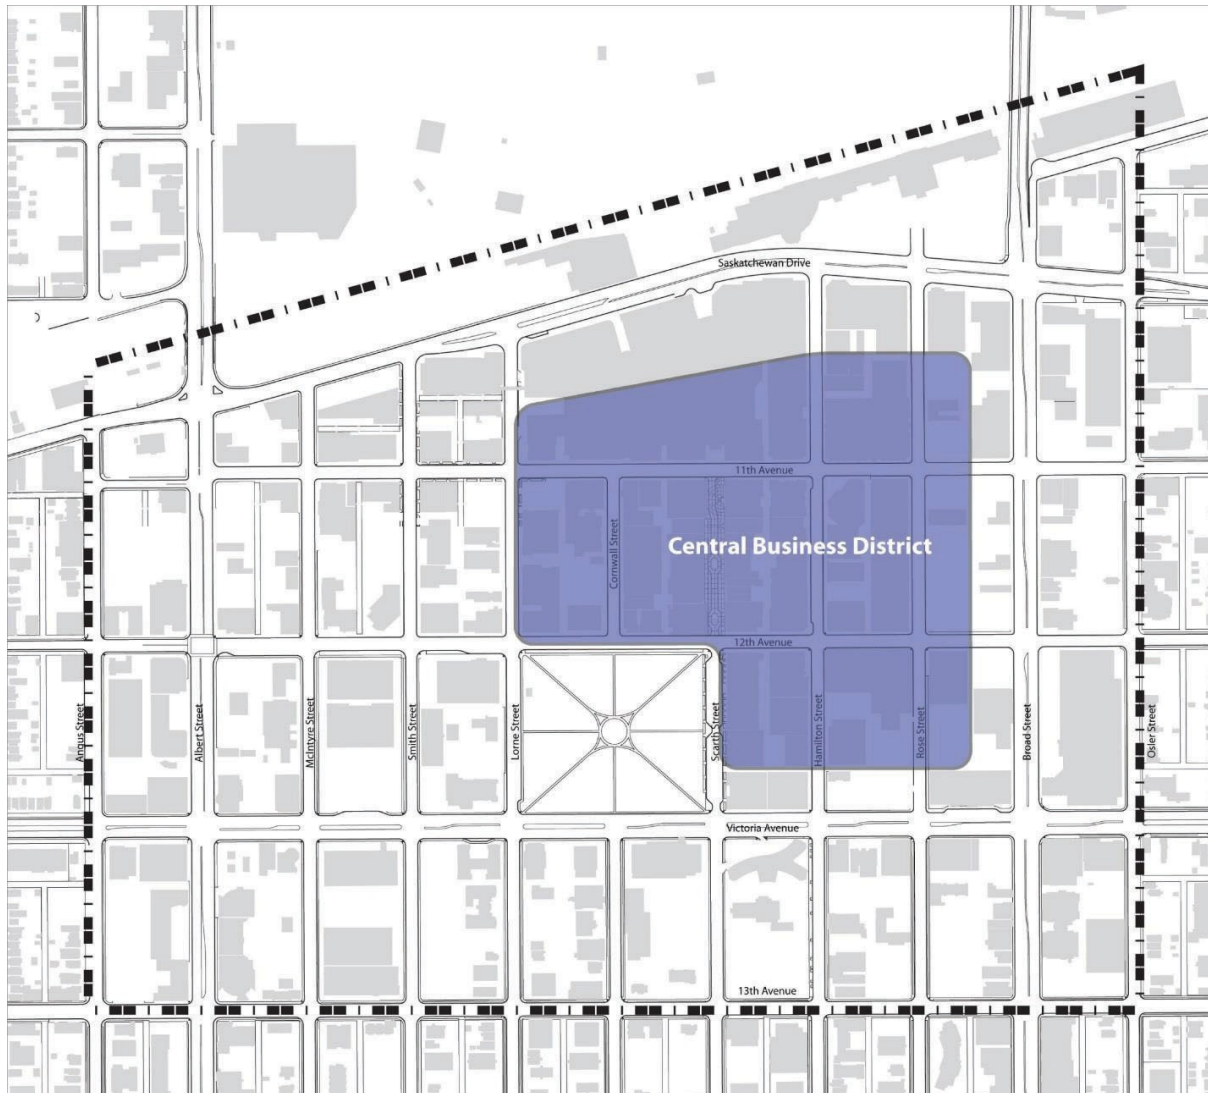 Saskatchewan Drive
11th Avenue
Cornwall Street
Central Business District
12th Avenue
Angus Street
Albert Street
McIntyre Street
Smith Street
Lorne Street
Scarth Street
Hamilton Street
Rose Street
Broad Street
Osler Street
Victoria Avenue
13th Avenue